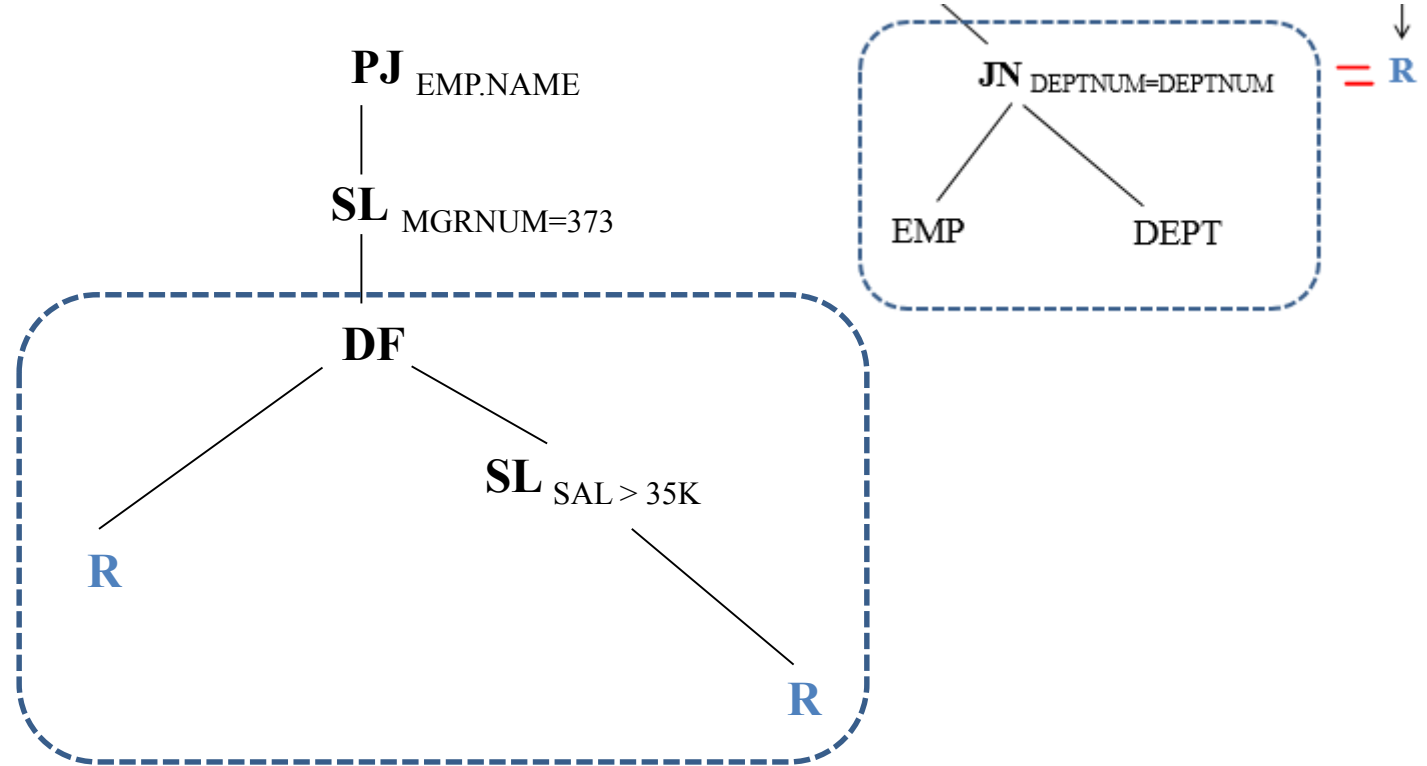 PJ EMP.NAME
SL MGRNUM=373
DF
SL SAL > 35K
R
R
JN DEPTNUM=DEPTNUM
R
EMP DEPT